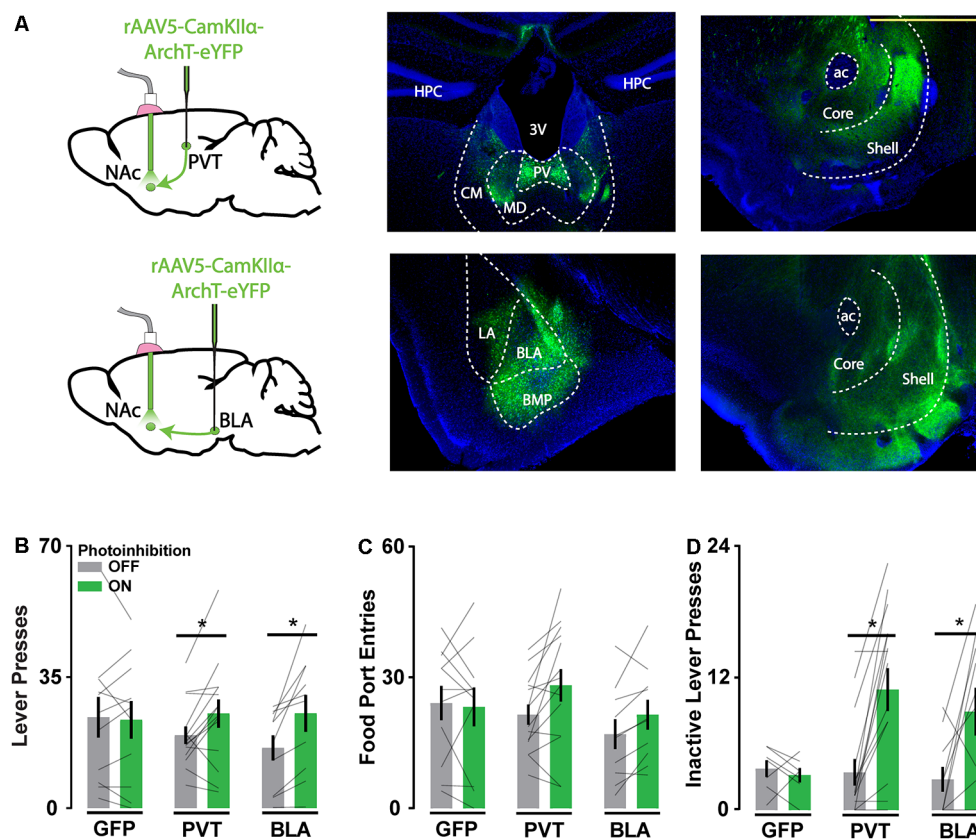 A
rAAV5-CamKIIα-
ArchT-eYFP
NAc
PVT
HPC
HPC
3V
PV
CM
MD
ac
Core
Shell
rAAV5-CamKIIα-
ArchT-eYFP
NAc
BLA
LA
BLA
BMP
ac
Core
Shell
B
70
35
0
Lever Presses
Photoinhibition
OFF
ON
*
*
GFP
PVT
BLA
C
60
30
0
Food Port Entries
GFP
PVT
BLA
D
24
12
0
Inactive Lever Presses
*
*
GFP
PVT
BLA